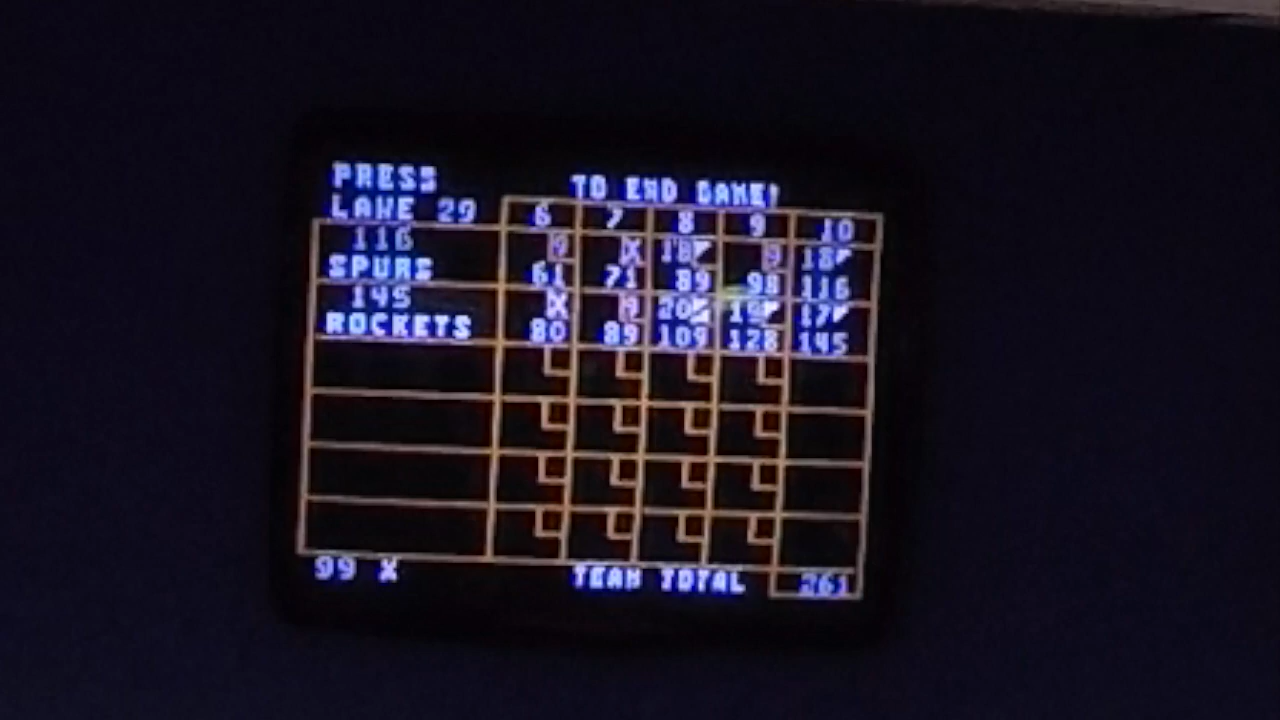 PRESS TO END GAME!
LANE 29 6 7 8 9 10
116 9 X 18 9 18
SPURS 61 71 89 98 116
145 X 9 20 19 17
ROCKETS 80 89 109 128 145
99 X TEAM TOTAL 261